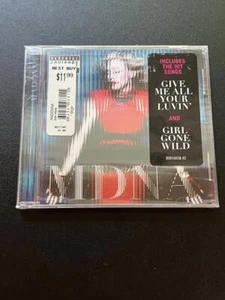 BEST BUY
$11.99
INCLUDES
THE HIT
SONGS
GIVE
ME ALL
YOUR
LUVIN'
AND
GIRL
GONE
WILD
MDNA